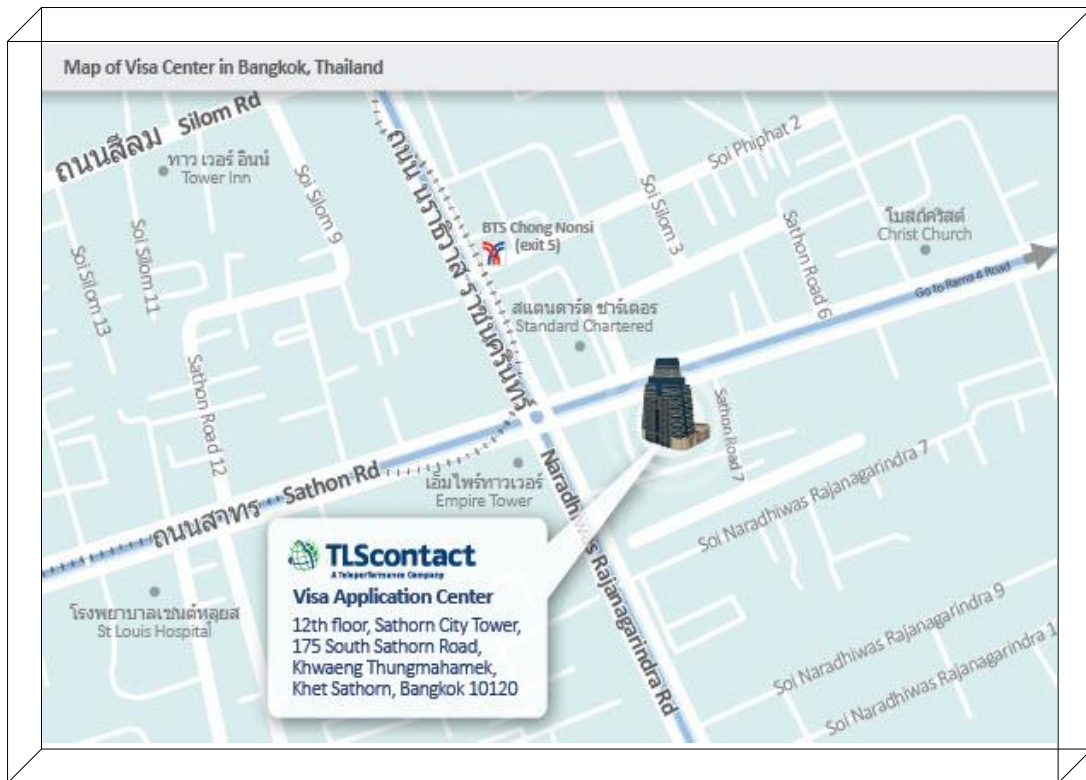 Map of Visa Center in Bangkok, Thailand
ถนนสีลม Silom Rd
ทาว เวอร์ อินน์
Tower Inn
Soi Silom 9
Soi Silom 11
Soi Silom 13
ถนน นราธิวาส ราชนครินทร์
BTS Chong Nonsi
(exit 5)
Soi Phiphat 2
Soi Silom 3
Sathon Road 6
โบสถ์คริสต์
Christ Church
Go to Rama 4 Road
สแตนดาร์ด ชาร์เตอร
Standard Chartered
Sathon Road 12
Sathon Road 7
ถนนสาทร Sathon Rd
เอ็มไพร์ทาวเวอร์
Empire Tower
Naradhiwas Rajanagarindra Rd
Soi Naradhiwas Rajanagarindra 7
Soi Naradhiwas Rajanagarindra 9
Soi Naradhiwas Rajanagarindra 1
โรงพยาบาลเซนต์หลุยส
St Louis Hospital
TLScontact
A Teleperformance Company
Visa Application Center
12th floor, Sathorn City Tower,
175 South Sathorn Road,
Khwaeng Thungmahamek,
Khet Sathorn, Bangkok 10120